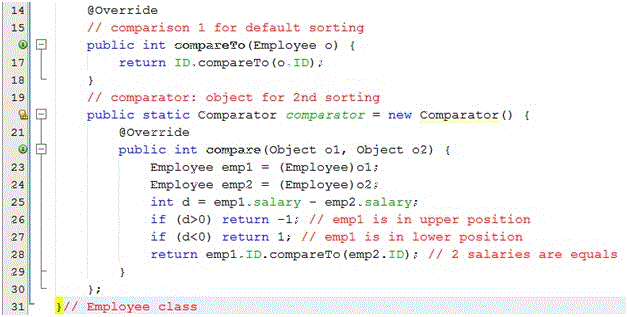 14 @Override
15 // comparison 1 for default sorting
public int compareTo(Employee o) {
17 return ID.compareTo(o.ID);
18 }
19 // comparator: object for 2nd sorting
public static Comparator comparator = new Comparator() {
21 @Override
public int compare(Object o1, Object o2) {
23 Employee emp1 = (Employee)o1;
24 Employee emp2 = (Employee)o2;
25 int d = emp1.salary - emp2.salary;
26 if (d>0) return -1; // emp1 is in upper position
27 if (d<0) return 1; // emp1 is in lower position
28 return emp1.ID.compareTo(emp2.ID); // 2 salaries are equals
29 }
30 };
31 }// Employee class